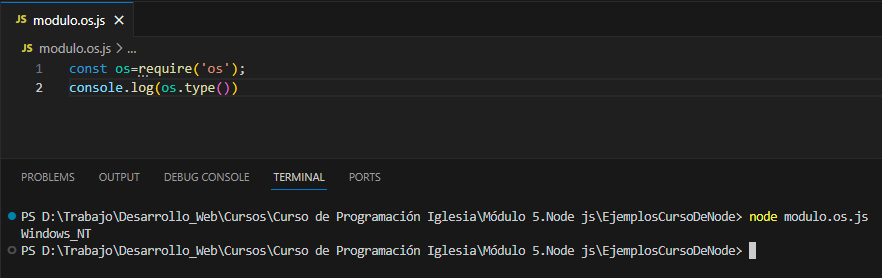 JS modulo.os.js ×
JS modulo.os.js > ...
1 const os=require('os');
2 console.log(os.type())
PROBLEMS OUTPUT DEBUG CONSOLE TERMINAL PORTS
PS D:\Trabajo\Desarrollo_Web\Cursos\Curso de Programación Iglesia\Módulo 5.Node js\EjemplosCursoDeNode> node modulo.os.js
Windows_NT
PS D:\Trabajo\Desarrollo_Web\Cursos\Curso de Programación Iglesia\Módulo 5.Node js\EjemplosCursoDeNode>